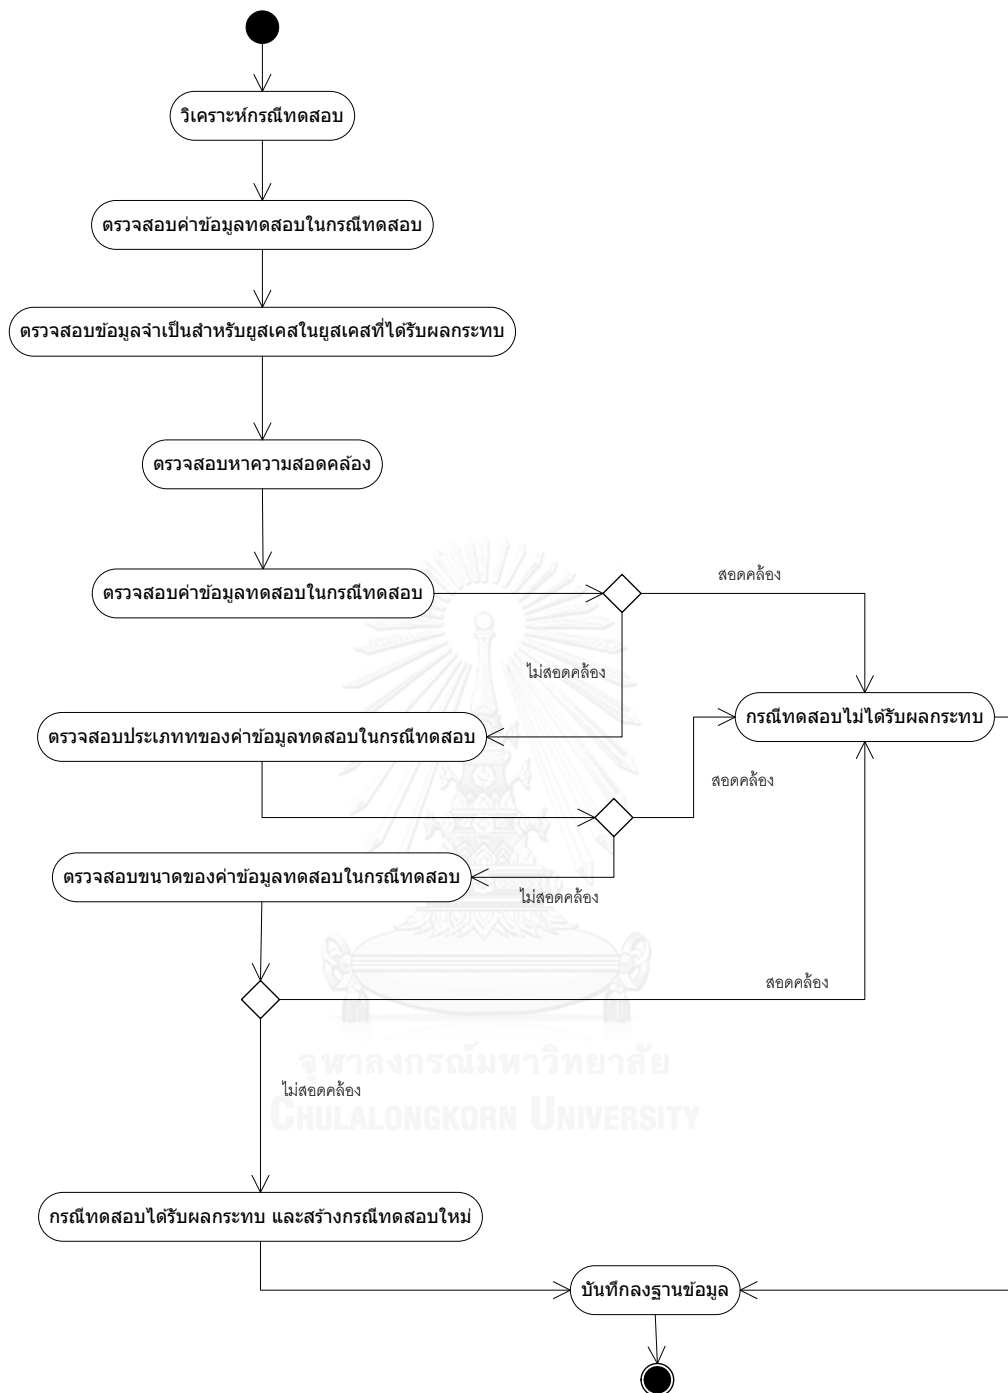 วิเคราะห์กรณีทดสอบ
ตรวจสอบค่าข้อมูลทดสอบในกรณีทดสอบ
ตรวจสอบข้อมูลจำเป็นสำหรับยูสเคสในยูสเคสที่ได้รับผลกระทบ
ตรวจสอบหาความสอดคล้อง
ตรวจสอบค่าข้อมูลทดสอบในกรณีทดสอบ
สอดคล้อง
ไม่สอดคล้อง
กรณีทดสอบไม่ได้รับผลกระทบ
ตรวจสอบประเภททของค่าข้อมูลทดสอบในกรณีทดสอบ
สอดคล้อง
ตรวจสอบขนาดของค่าข้อมูลทดสอบในกรณีทดสอบ
ไม่สอดคล้อง
สอดคล้อง
จุฬาลงกรณ์มหาวิทยาลัย
ไม่สอดคล้อง
CHULALONGKORN UNIVERSITY
กรณีทดสอบได้รับผลกระทบ และสร้างกรณีทดสอบใหม่
บันทึกลงฐานข้อมูล